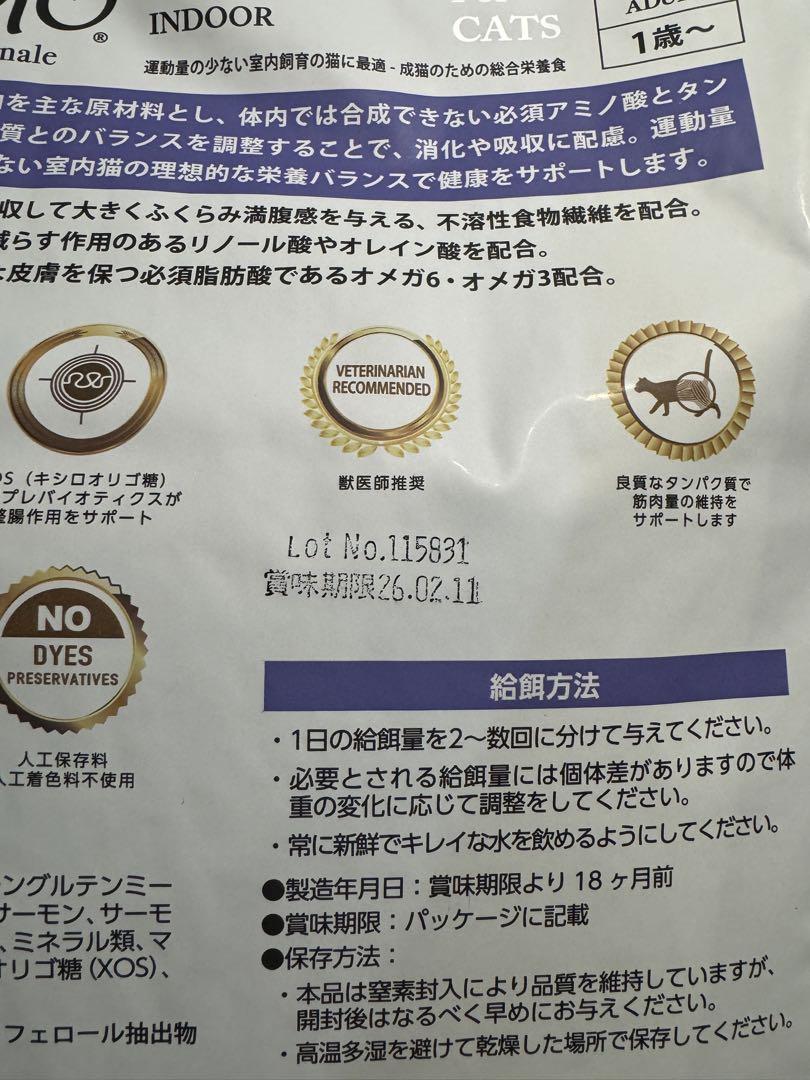 INDOOR
CATS
®
nale
1歳〜
運動量の少ない室内飼育の猫に最適 - 成猫のための総合栄養食
を主な原材料とし、体内では合成できない必須アミノ酸とタン
質とのバランスを調整することで、消化や吸収に配慮。運動量
ない室内猫の理想的な栄養バランスで健康をサポートします。
収して大きくふくらみ満腹感を与える、不溶性食物繊維を配合。
減らす作用のあるリノール酸やオレイン酸を配合。
皮膚を保つ必須脂肪酸であるオメガ6・オメガ3配合。
VETERINARIAN
RECOMMENDED
OS（キシロオリゴ糖）
プレバイオティクスが
整腸作用をサポート
獣医師推奨
良質なタンパク質で
筋肉量の維持を
サポートします
Lot No.115831
賞味期限26.02.11
NO
DYES
PRESERVATIVES
人工保存料
人工着色料不使用
給餌方法
・1日の給餌量を2〜数回に分けて与えてください。
・必要とされる給餌量には個体差がありますので体
重の変化に応じて調整をしてください。
・常に新鮮でキレイな水を飲めるようにしてください。
●製造年月日：賞味期限より 18 ヶ月前
●賞味期限：パッケージに記載
●保存方法：
・本品は窒素封入により品質を維持していますが、
開封後はなるべく早めにお与えください。
・高温多湿を避けて乾燥した場所で保存してください。
ングルテンミー
サーモン、サーモ
、ミネラル類、マ
オリゴ糖（XOS）、
フェロール抽出物